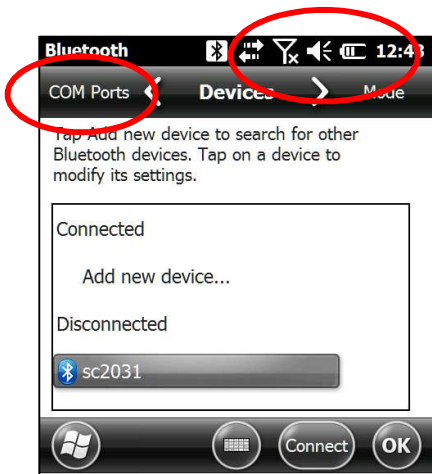 Bluetooth 12:43
COM Ports Devices Mode
Tap Add new device to search for other
Bluetooth devices. Tap on a device to
modify its settings.
Connected
Add new device...
Disconnected
sc2031
Connect OK